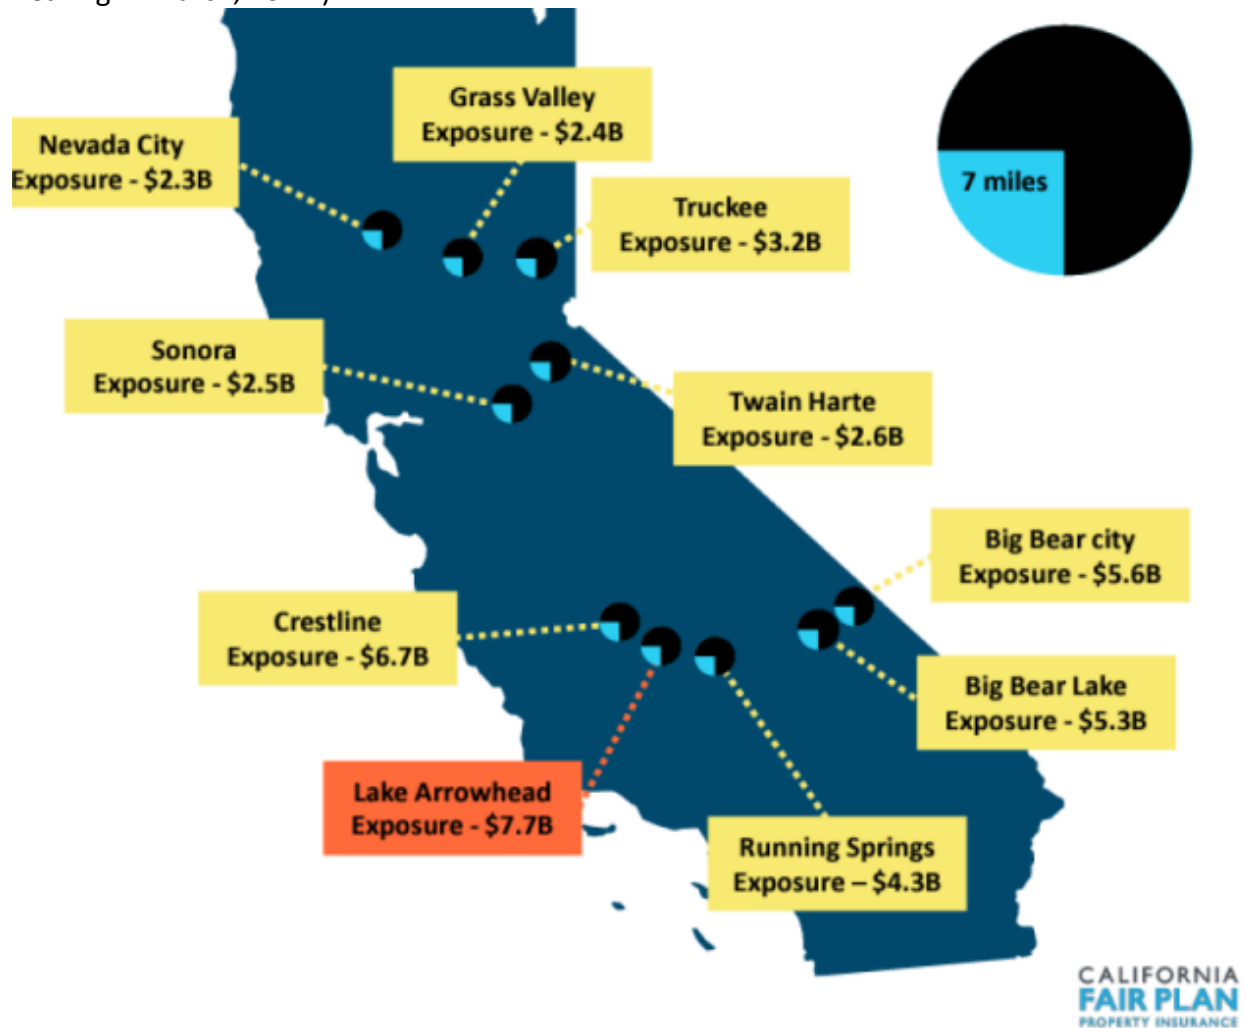 Grass Valley
Exposure - $2.4B
Nevada City
Exposure - $2.3B
7 miles
Truckee
Exposure - $3.2B
Sonora
Exposure - $2.5B
Twain Harte
Exposure - $2.6B
Big Bear city
Exposure - $5.6B
Crestline
Exposure - $6.7B
Big Bear Lake
Exposure - $5.3B
Lake Arrowhead
Exposure - $7.7B
Running Springs
Exposure – $4.3B
CALIFORNIA
FAIR PLAN
PROPERTY INSURANCE